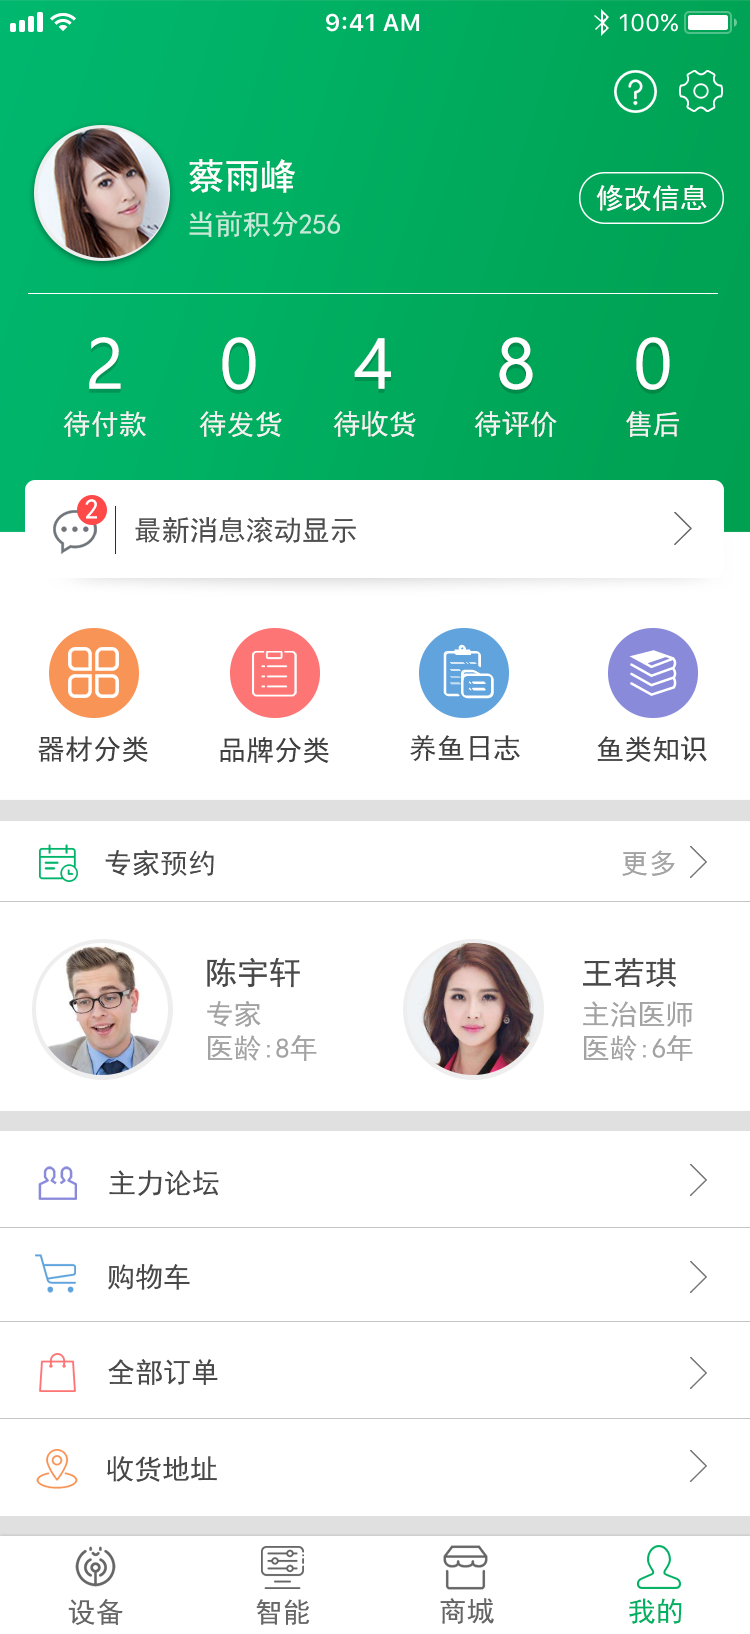 9:41 AM
100%
蔡雨峰
当前积分256
修改信息
2 0 4 8 0
待付款 待发货 待收货 待评价 售后
2
最新消息滚动显示
器材分类 品牌分类 养鱼日志 鱼类知识
专家预约 更多
陈宇轩
专家
医龄:8年
王若琪
主治医师
医龄:6年
主力论坛
购物车
全部订单
收货地址
设备 智能 商城 我的